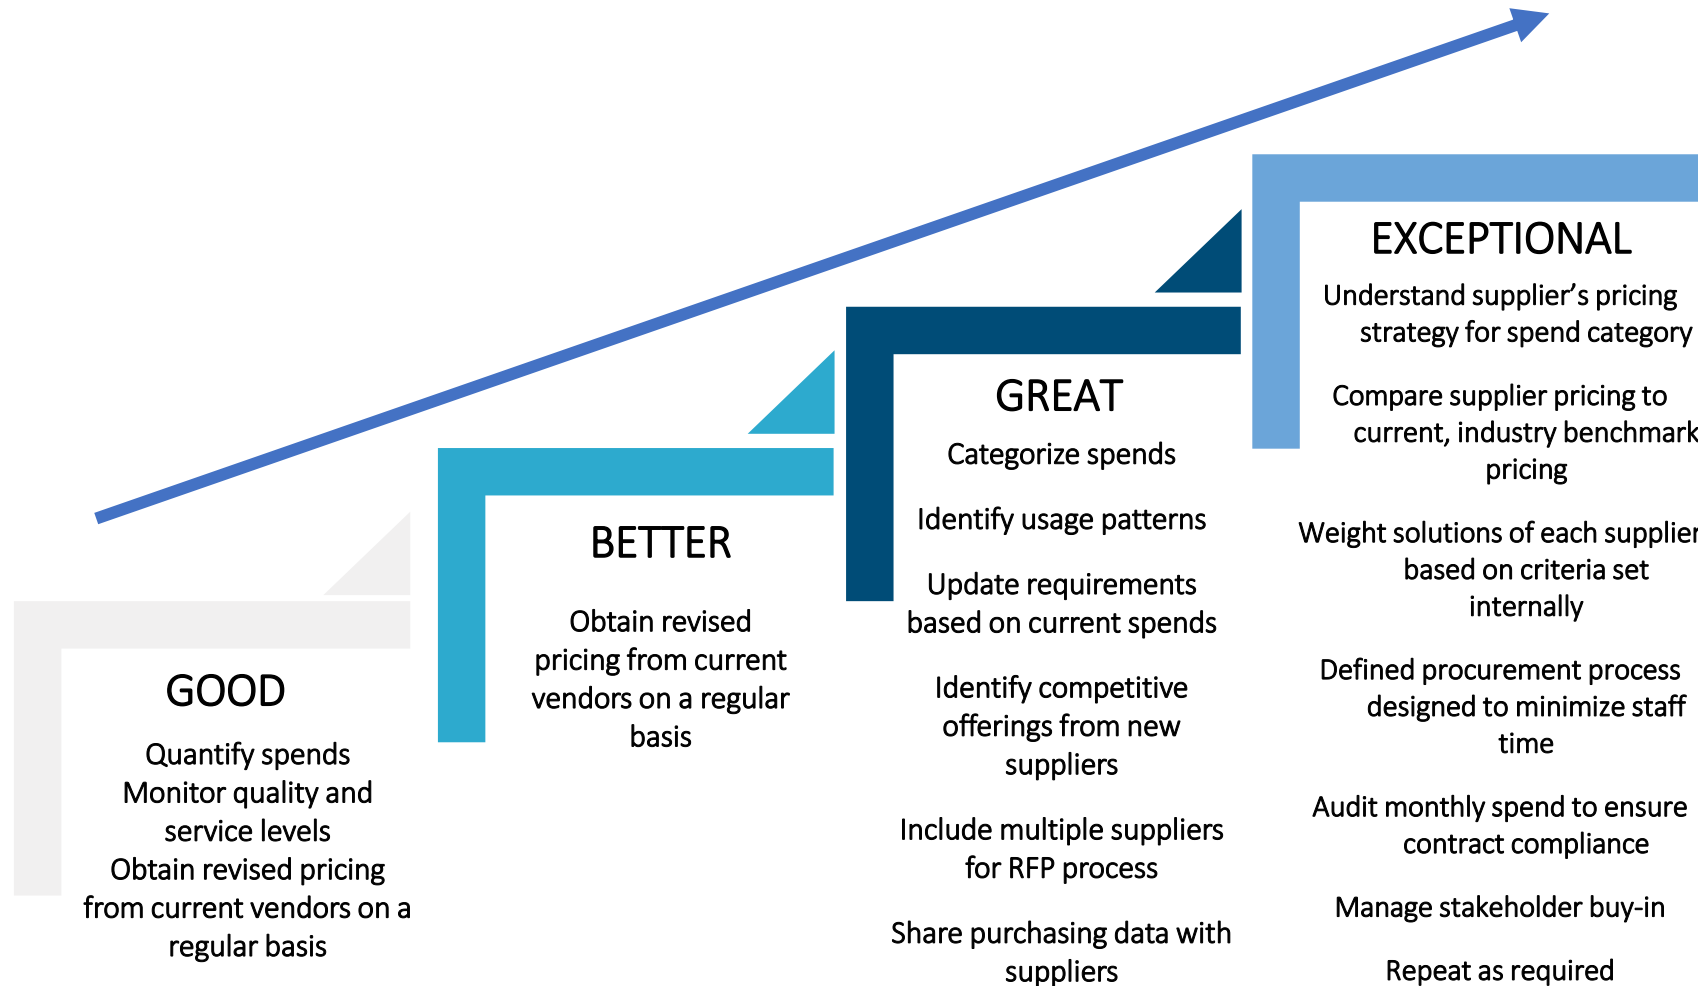 GOOD
Quantify spends
Monitor quality and
service levels
Obtain revised pricing
from current vendors on a
regular basis
BETTER
Obtain revised
pricing from current
vendors on a regular
basis
GREAT
Categorize spends
Identify usage patterns
Update requirements
based on current spends
Identify competitive
offerings from new
suppliers
Include multiple suppliers
for RFP process
Share purchasing data with
suppliers
EXCEPTIONAL
Understand supplier’s pricing
strategy for spend category
Compare supplier pricing to
current, industry benchmark
pricing
Weight solutions of each supplier
based on criteria set
internally
Defined procurement process
designed to minimize staff
time
Audit monthly spend to ensure
contract compliance
Manage stakeholder buy-in
Repeat as required